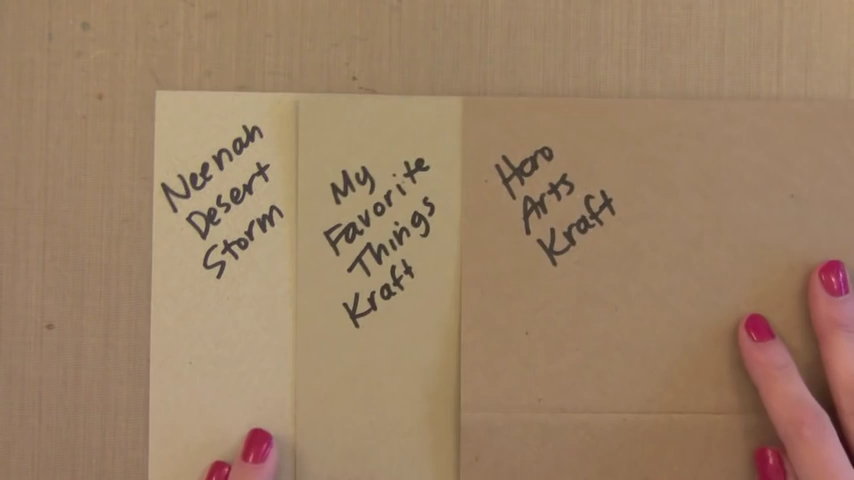 Neenah
Desert
Storm
My
Favorite
Things
Kraft
Hero
Arts
Kraft